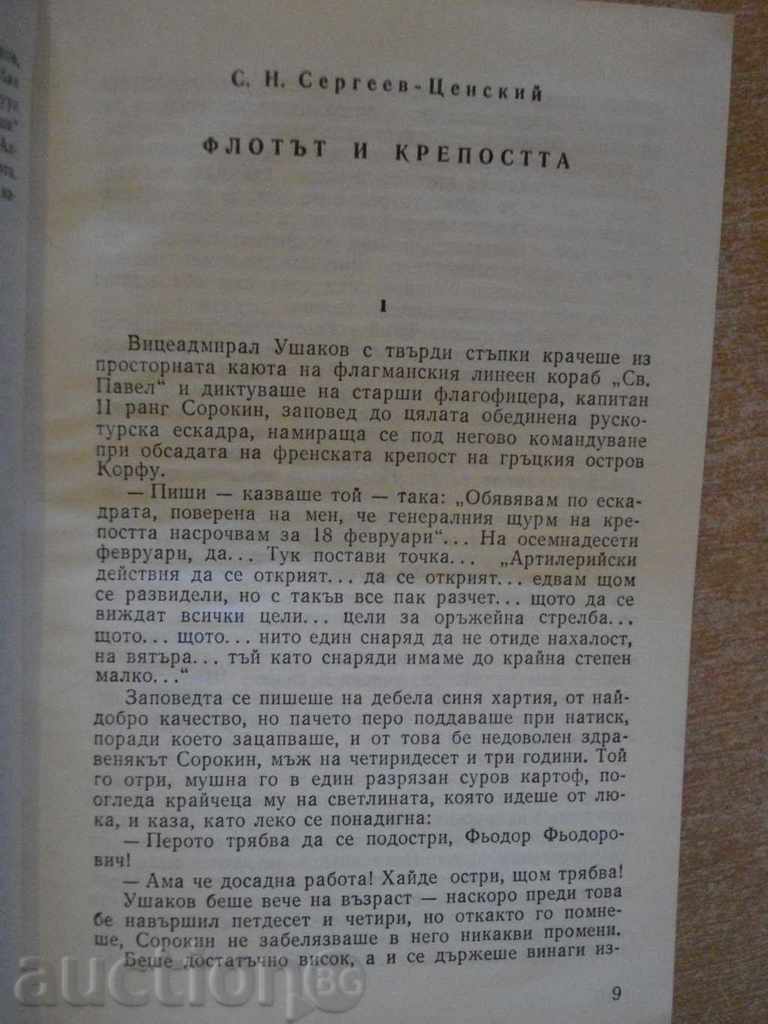 С. Н. Сергеев-Ценский
ФЛОТЪТ И КРЕПОСТТА
I
Вицеадмирал Ушаков с твърди стъпки крачеше из
просторната каюта на флагманския линеен кораб „Св.
Павел“ и диктуваше на старши флагофицера, капитан
II ранг Сорокин, заповед до цялата обединена руско-
турска ескадра, намираща се под негово командуване
при обсадата на френската крепост на гръцкия остров
Корфу.
— Пиши — казваше той — така: „Обявявам по еска-
драта, поверена на мен, че генералния щурм на кре-
постта насрочвам за 18 февруари“... На осемнадесети
февруари, да... Тук постави точка... „Артилерийски
действия да се открият... да се открият... едвам щом
се развидели, но с такъв все пак разчет... щото да се
виждат всички цели... цели за оръжейна стрелба...
щото... щото... нито един снаряд да не отиде нахалост,
на вятъра... тъй като снаряди имаме до крайна степен
малко...“
Заповедта се пишеше на дебела синя хартия, от най-
добро качество, но пачето перо поддаваше при натиск,
поради което зацапваше, и от това бе недоволен здра-
венякът Сорокин, мъж на четиридесет и три години. Той
го отри, мушна го в един разрязан суров картоф, по-
огледа крайчеца му на светлината, която идеше от лю-
ка, и каза, като леко се понадигна:
— Перото трябва да се подостри, Фьодор Фьодоро-
вич!
— Ама че досадна работа! Хайде остри, щом трябва!
Ушаков беше вече на възраст — наскоро преди това
бе навършил петдесет и четири, но откакто го помне-
ше, Сорокин не забелязваше в него никакви промени.
Беше достатъчно висок, а и се държеше винаги из-
9
auction BG